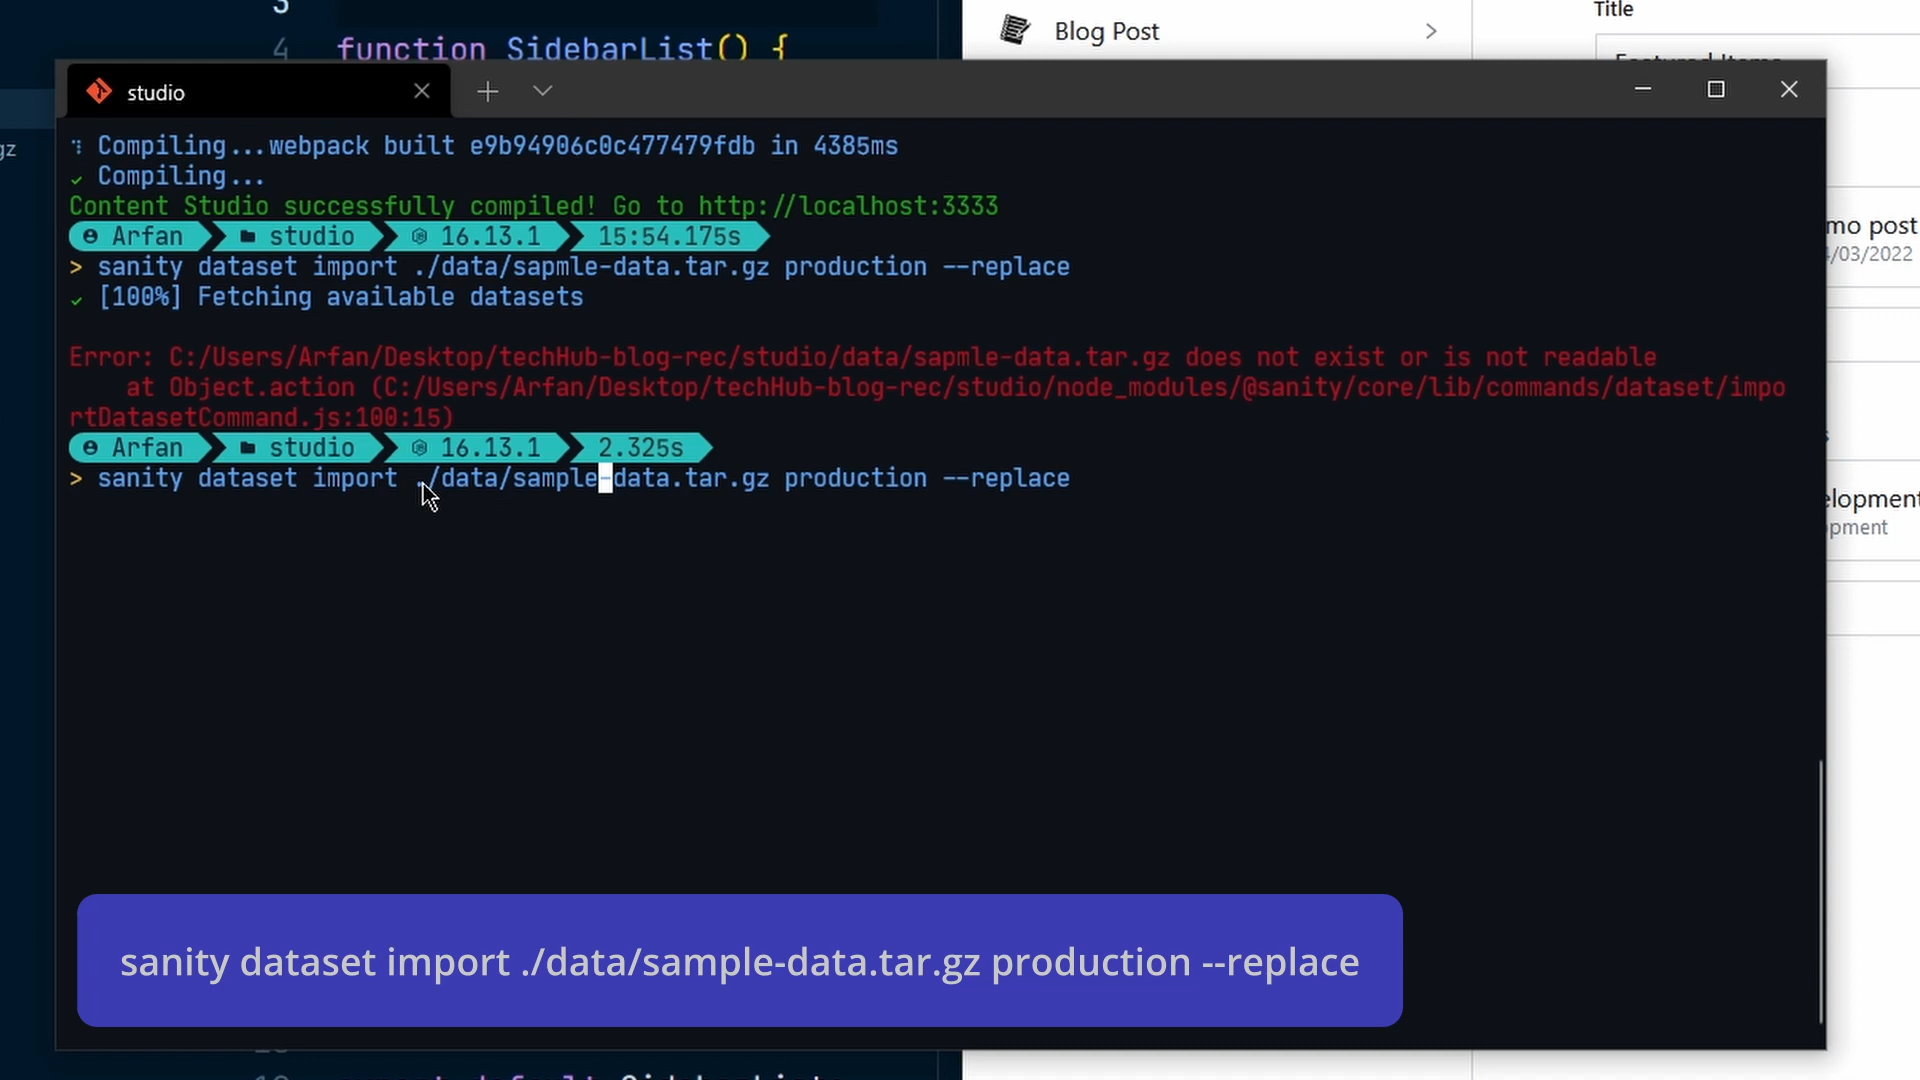 3
4 function SidebarList() {
Blog Post
Title
studio
gz
Compiling...webpack built e9b94906c0c477479fdb in 4385ms
✓ Compiling...
Content Studio successfully compiled! Go to http://localhost:3333
Arfan studio 16.13.1 15:54.175s
> sanity dataset import ./data/sapmle-data.tar.gz production --replace
✓ [100%] Fetching available datasets
Error: C:/Users/Arfan/Desktop/techHub-blog-rec/studio/data/sapmle-data.tar.gz does not exist or is not readable
at Object.action (C:/Users/Arfan/Desktop/techHub-blog-rec/studio/node_modules/@sanity/core/lib/commands/dataset/impo
rtDatasetCommand.js:100:15)
Arfan studio 16.13.1 2.325s
> sanity dataset import ./data/sample-data.tar.gz production --replace
mo post
/03/2022
elopment
pment
sanity dataset import ./data/sample-data.tar.gz production --replace